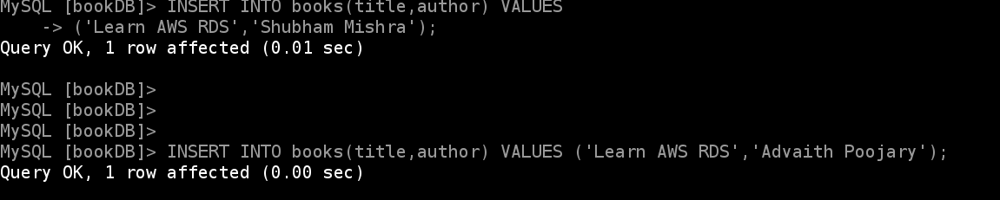 MySQL [bookDB]> INSERT INTO books(title,author) VALUES
    -> ('Learn AWS RDS','Shubham Mishra');
Query OK, 1 row affected (0.01 sec)

MySQL [bookDB]>
MySQL [bookDB]>
MySQL [bookDB]>
MySQL [bookDB]> INSERT INTO books(title,author) VALUES ('Learn AWS RDS','Advaith Poojary');
Query OK, 1 row affected (0.00 sec)